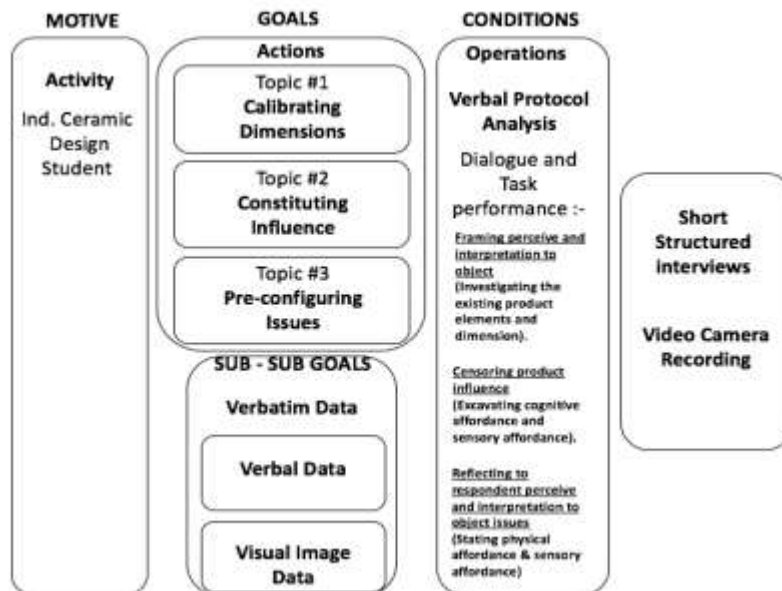 MOTIVE
Activity
Ind. Ceramic
Design
Student
GOALS
Actions
Topic #1
Calibrating
Dimensions
Topic #2
Constituting
Influence
Topic #3
Pre-configuring
Issues
SUB - SUB GOALS
Verbatim Data
Verbal Data
Visual Image
Data
CONDITIONS
Operations
Verbal Protocol
Analysis
Dialogue and
Task
performance :-
Framing perceive and
interpretation to
object
(Investigating the
existing product
elements and
dimension).
Censoring product
influence
(Excavating cognitive
affordance and
sensory affordance).
Reflecting to
respondent perceive
and interpretation to
object issues
(Stating physical
affordance & sensory
affordance)
Short
Structured
interviews
Video Camera
Recording